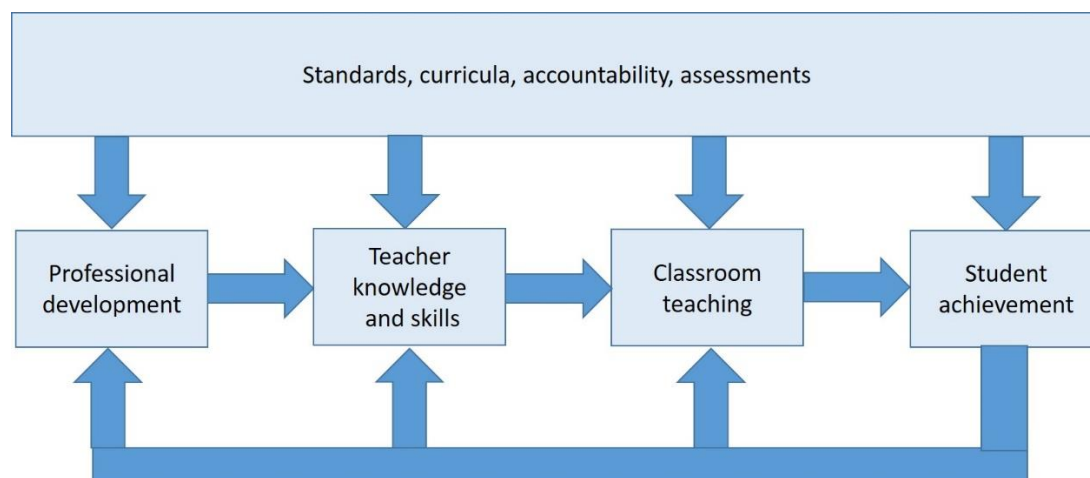 Standards, curricula, accountability, assessments
Professional
development
Teacher
knowledge
and skills
Classroom
teaching
Student
achievement